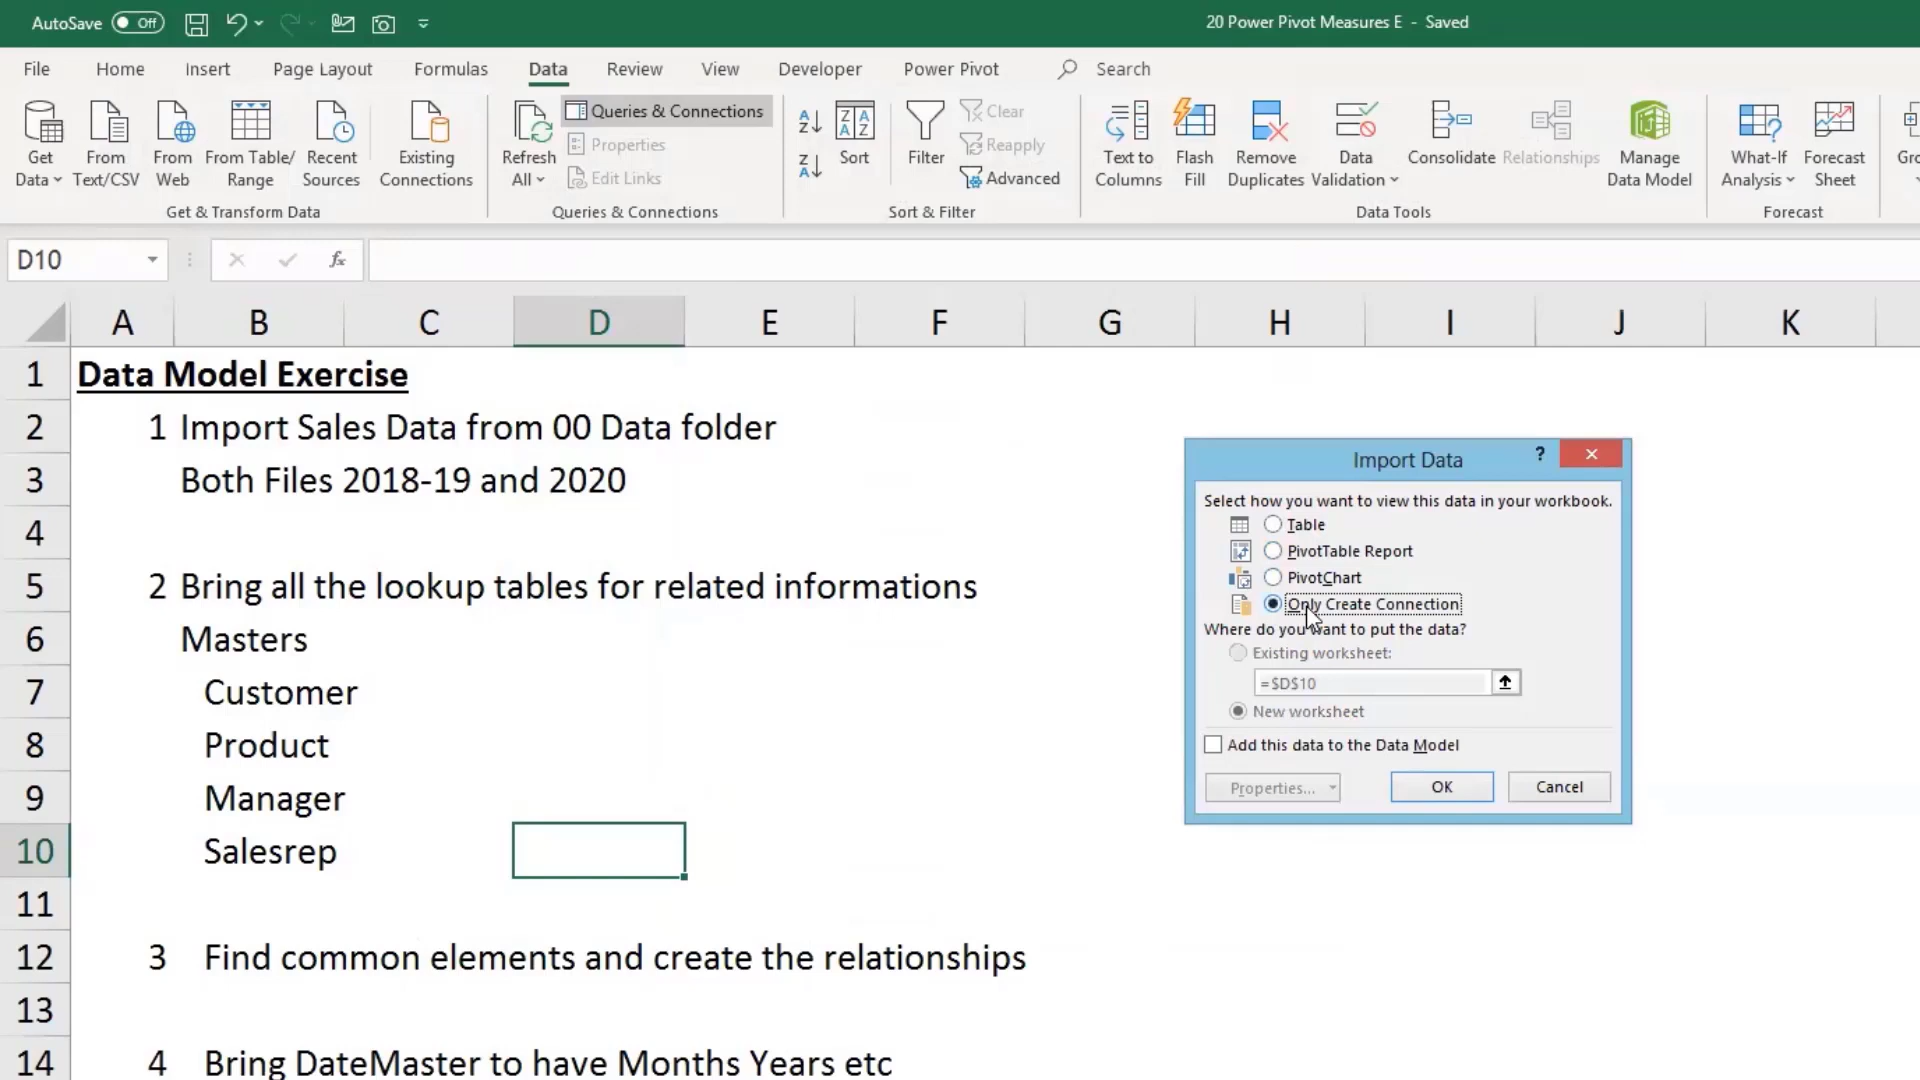 AutoSave Off
20 Power Pivot Measures E - Saved
File Home Insert Page Layout Formulas Data Review View Developer Power Pivot Search
Get Data
From Text/CSV
From Web
From Table/ Range
Recent Sources
Existing Connections
Get & Transform Data
Refresh All
Queries & Connections
Properties
Edit Links
Queries & Connections
Sort
Filter
Clear
Reapply
Advanced
Sort & Filter
Text to Columns
Flash Fill
Remove Duplicates
Data Validation
Consolidate
Relationships
Manage Data Model
Data Tools
What-If Analysis
Forecast Sheet
Forecast
D10
fx
A B C D E F G H I J K
1 Data Model Exercise
2 1 Import Sales Data from 00 Data folder
3 Both Files 2018-19 and 2020
4
5 2 Bring all the lookup tables for related informations
6 Masters
7 Customer
8 Product
9 Manager
10 Salesrep
11
12 3 Find common elements and create the relationships
13
14 4 Bring DateMaster to have Months Years etc
Import Data ?
Select how you want to view this data in your workbook.
Table
PivotTable Report
PivotChart
Only Create Connection
Where do you want to put the data?
Existing worksheet:
=$D$10
New worksheet
Add this data to the Data Model
Properties... OK Cancel